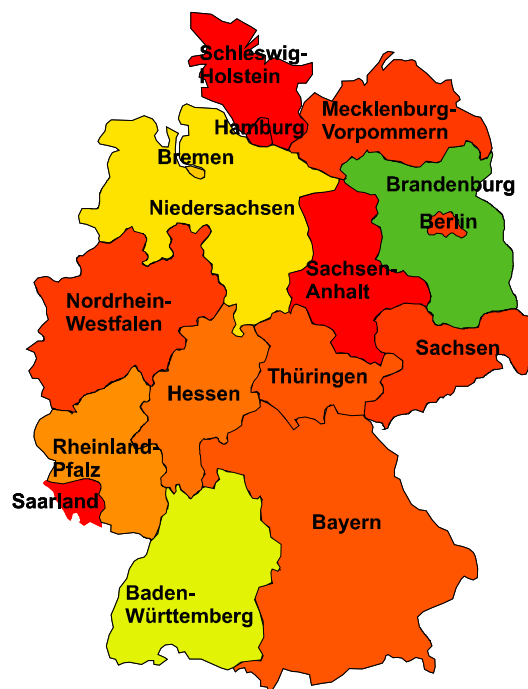 Schleswig-
Holstein
Mecklenburg-
Vorpommern
Hamburg
Bremen
Brandenburg
Niedersachsen
Berlin
Sachsen-
Anhalt
Nordrhein-
Westfalen
Sachsen
Thüringen
Hessen
Rheinland-
Pfalz
Saarland
Bayern
Baden-
Württemberg